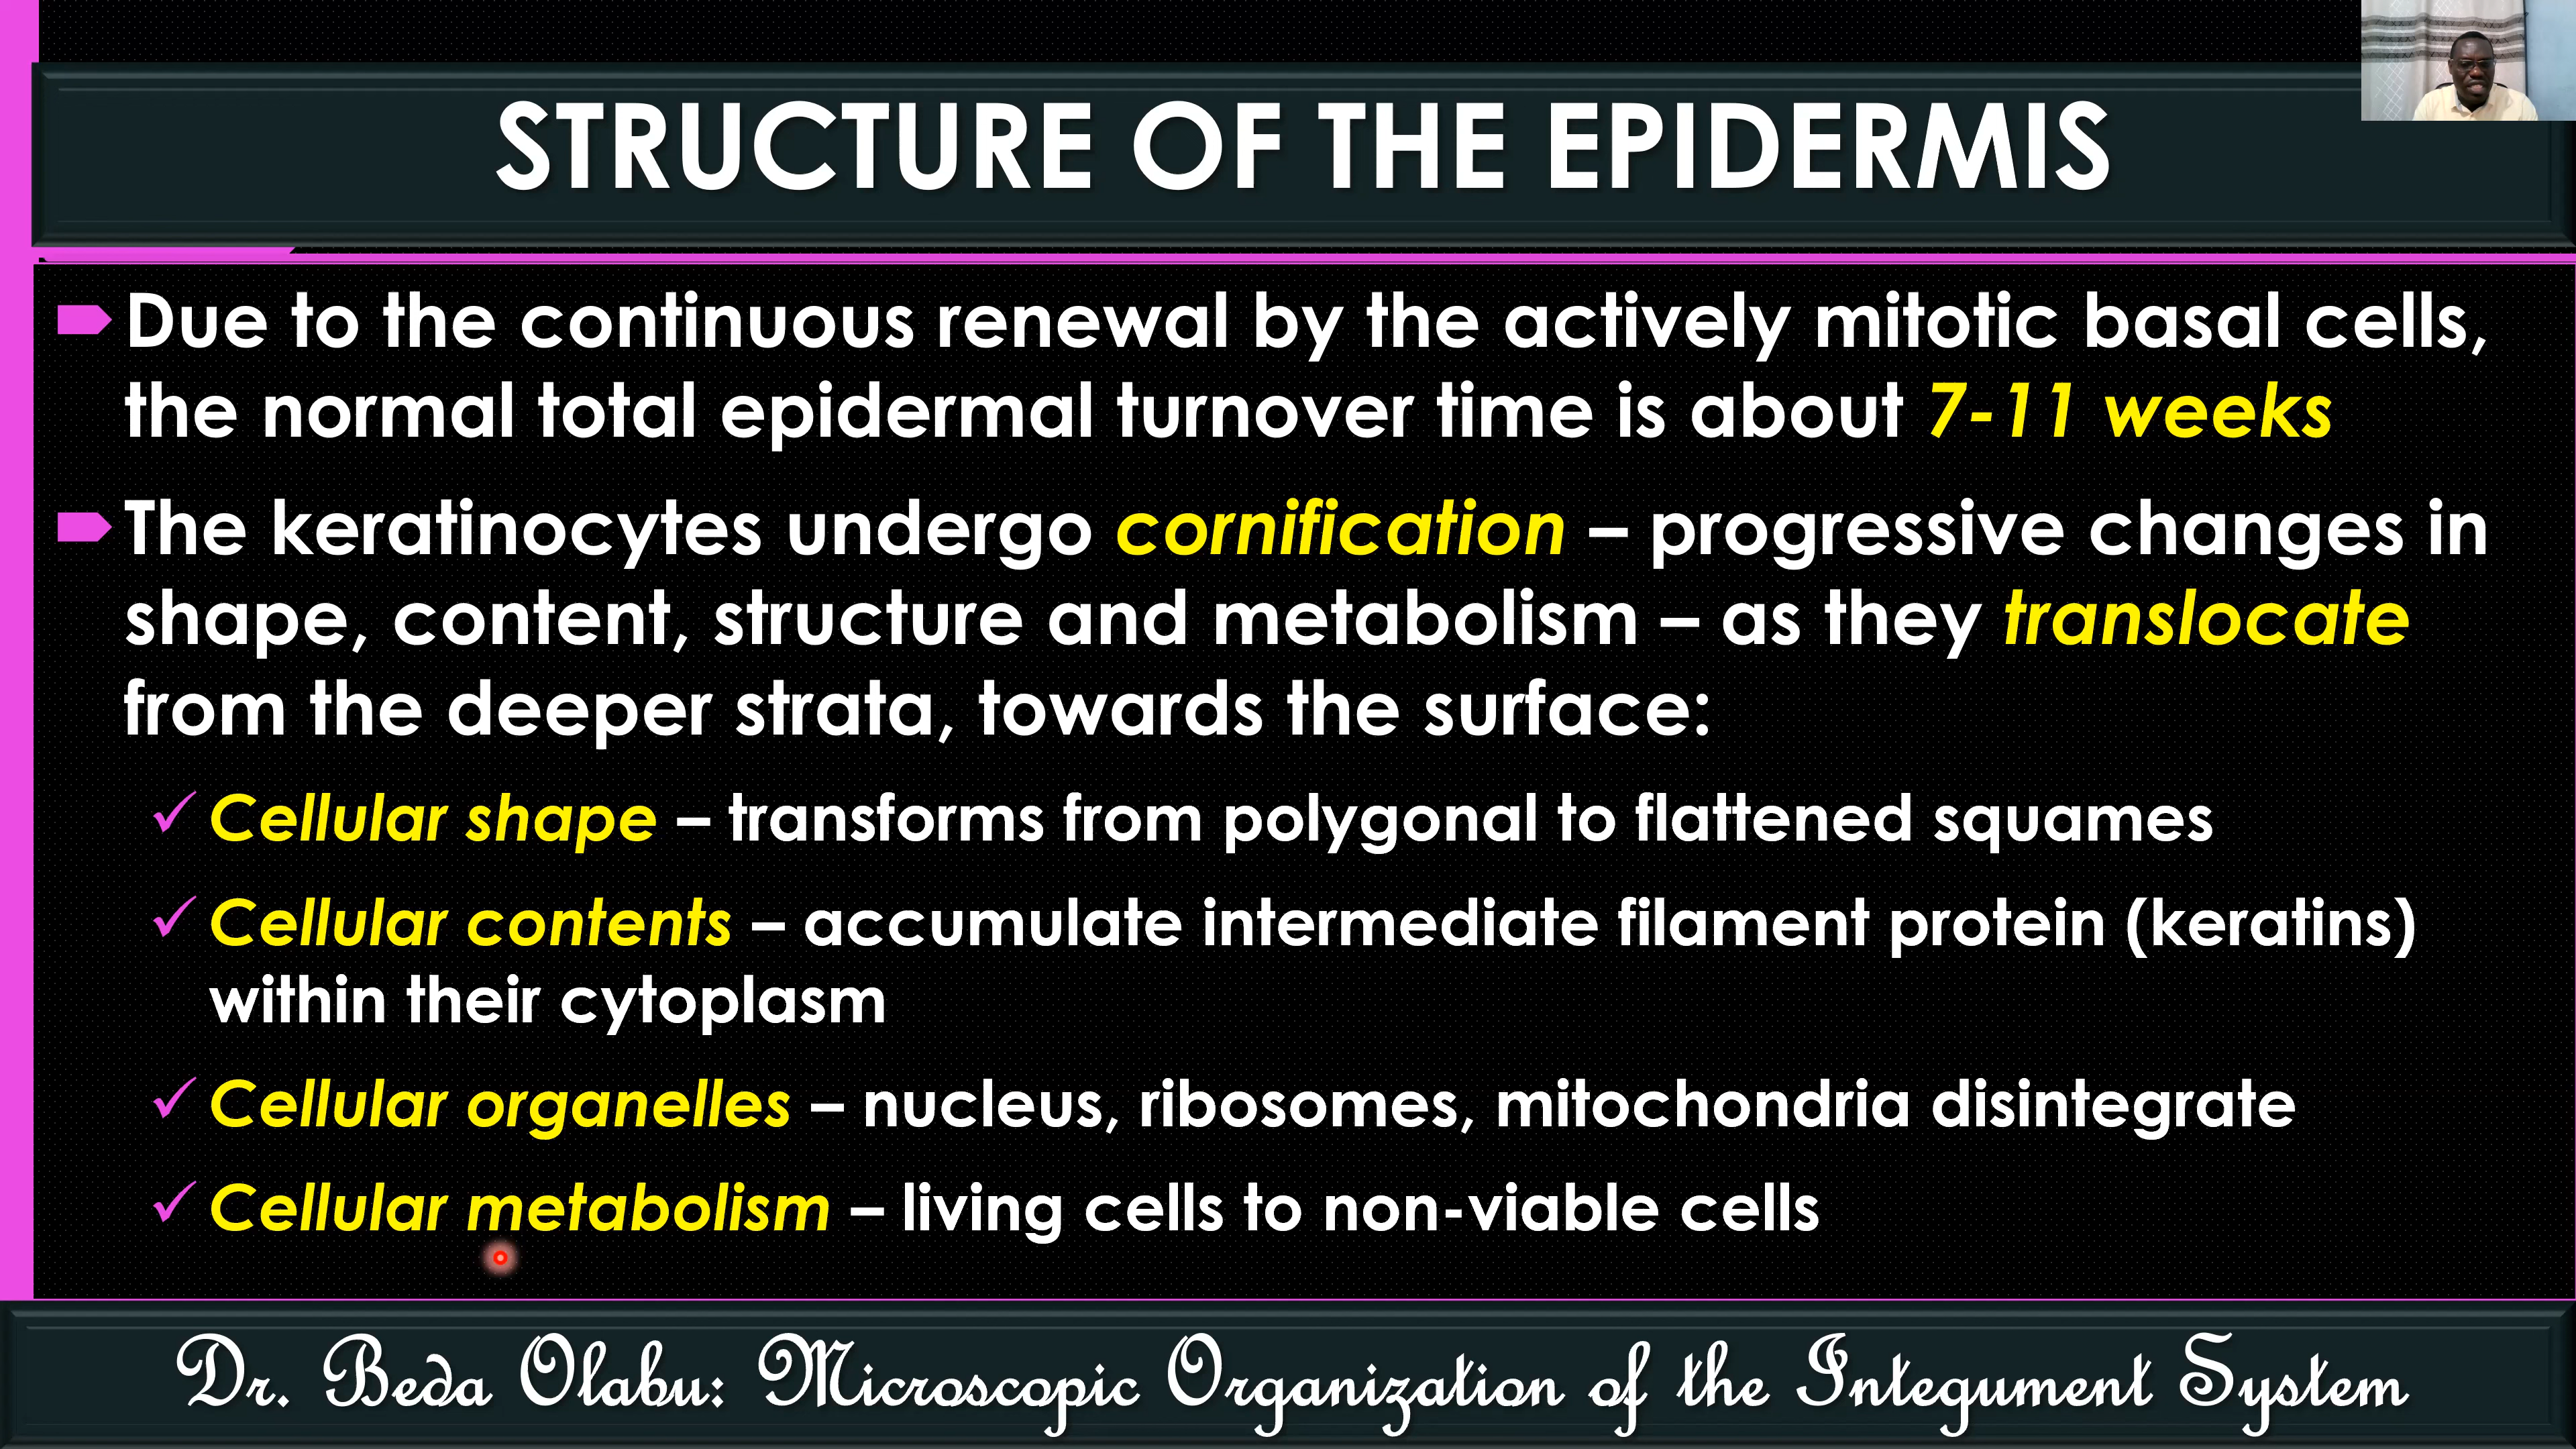 STRUCTURE OF THE EPIDERMIS
Due to the continuous renewal by the actively mitotic basal cells,
the normal total epidermal turnover time is about 7-11 weeks
The keratinocytes undergo cornification – progressive changes in
shape, content, structure and metabolism – as they translocate
from the deeper strata, towards the surface:
Cellular shape – transforms from polygonal to flattened squames
Cellular contents – accumulate intermediate filament protein (keratins)
within their cytoplasm
Cellular organelles – nucleus, ribosomes, mitochondria disintegrate
Cellular metabolism – living cells to non-viable cells
Dr. Beda Olabu: Microscopic Organization of the Integument System